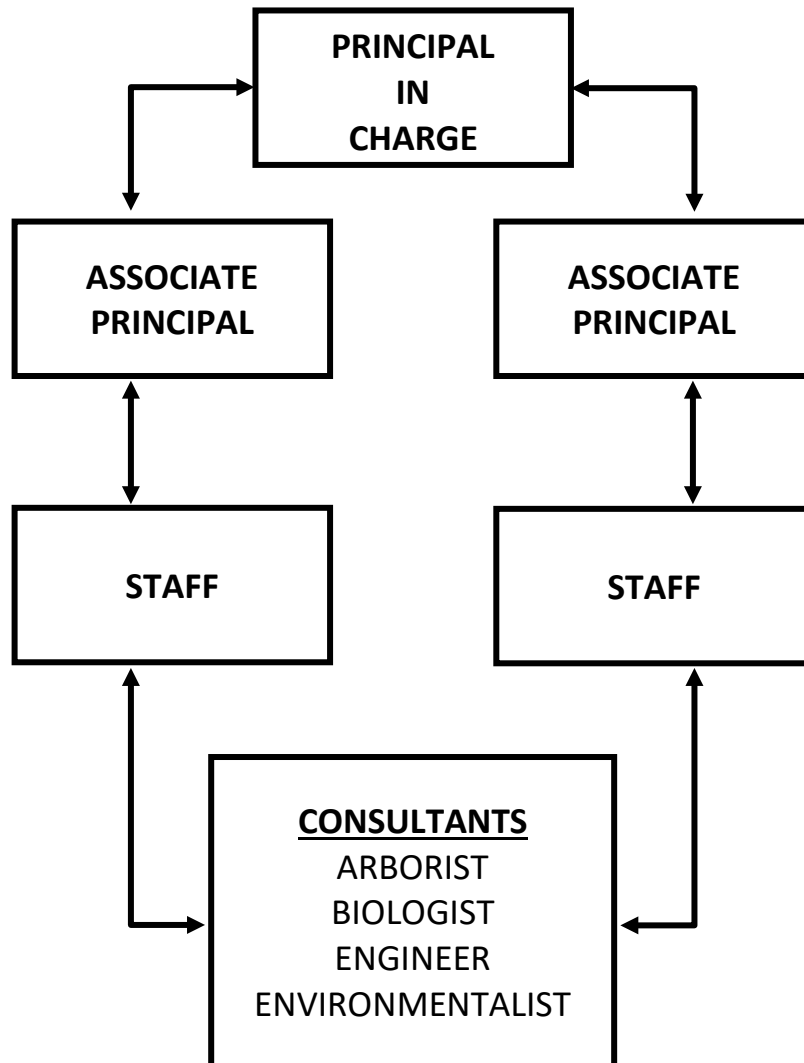 PRINCIPAL
IN
CHARGE
ASSOCIATE
PRINCIPAL
ASSOCIATE
PRINCIPAL
STAFF
STAFF
CONSULTANTS
ARBORIST
BIOLOGIST
ENGINEER
ENVIRONMENTALIST